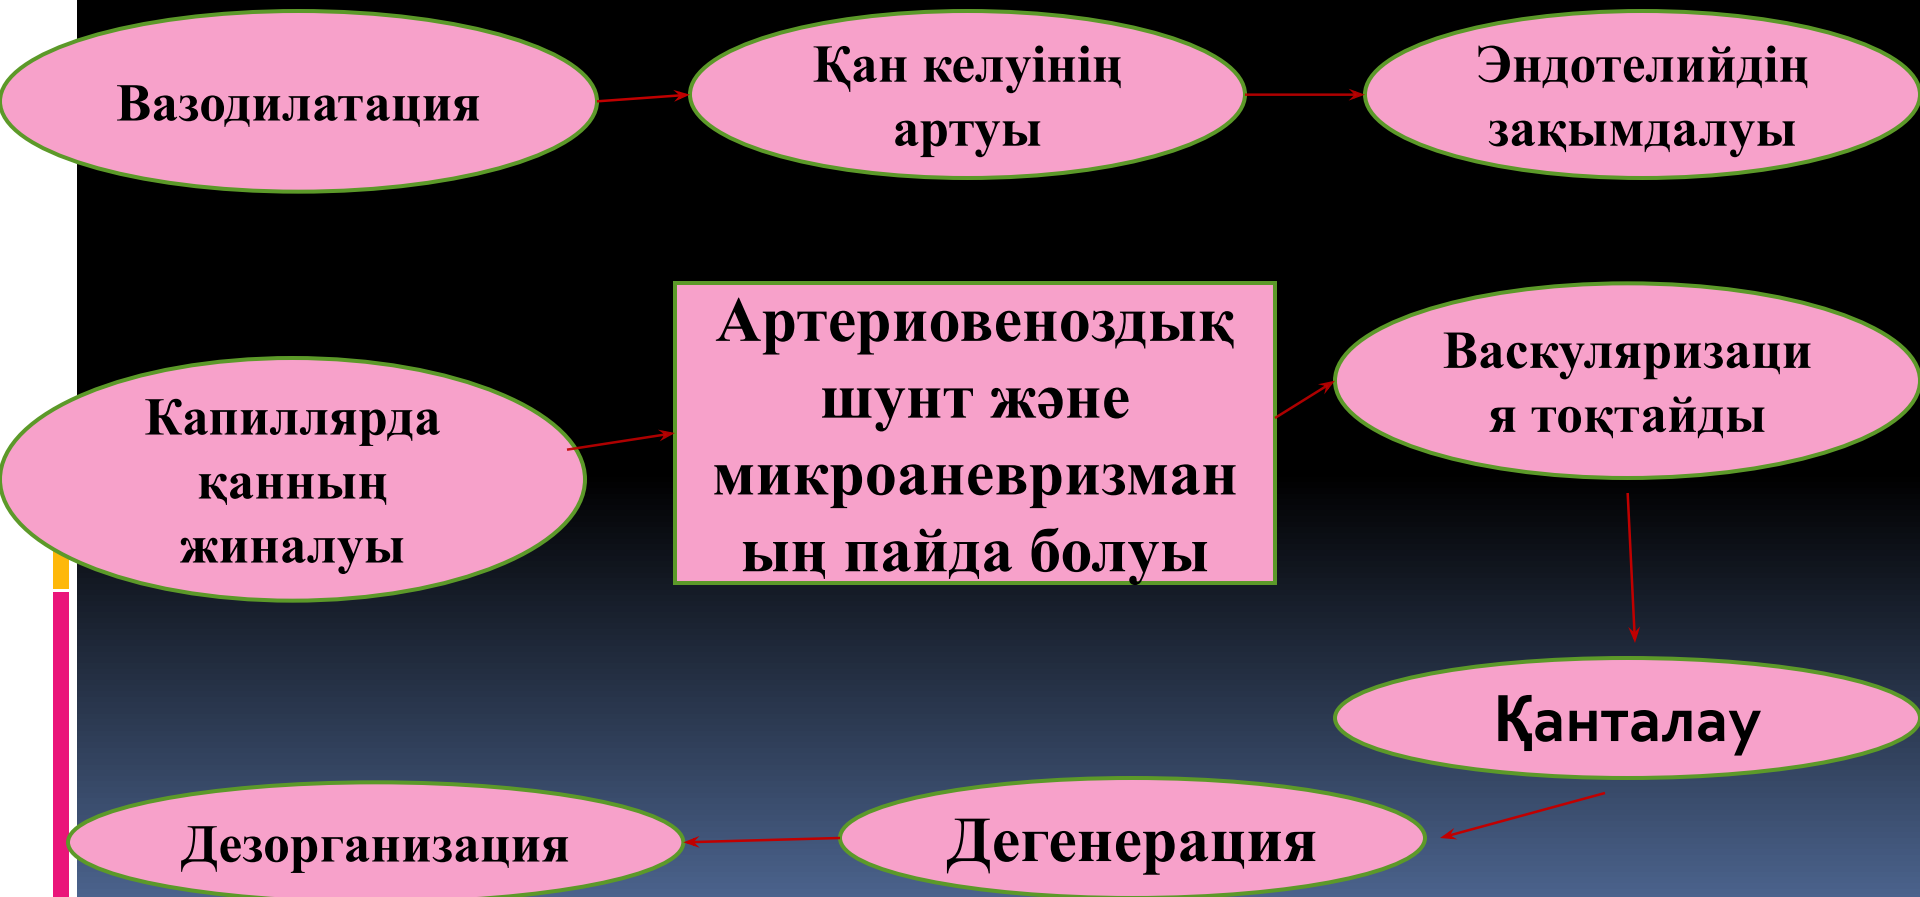 Вазодилатация
Қан келуінің
артуы
Эндотелийдің
зақымдалуы
Капиллярда
қанның
жиналуы
Артериовеноздық
шунт және
микроаневризман
ың пайда болуы
Васкуляризаци
я тоқтайды
Қанталау
Дегенерация
Дезорганизация